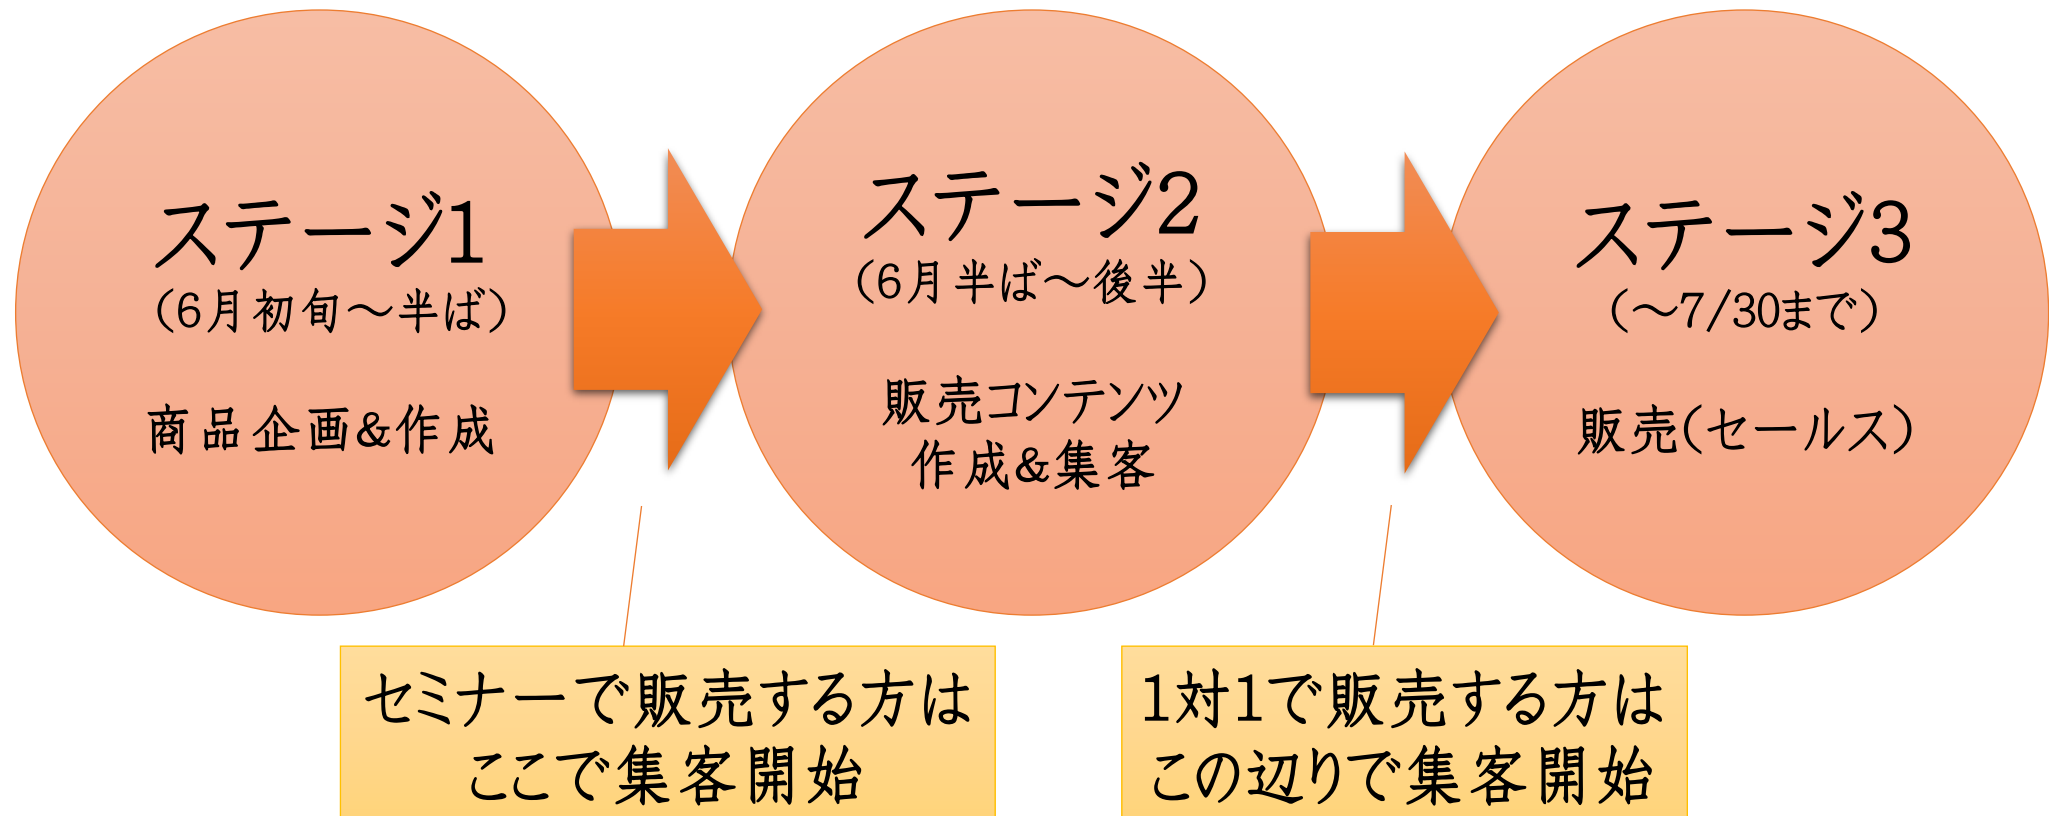 ステージ1
（6月初旬～半ば）
商品企画&作成
ステージ2
（6月半ば～後半）
販売コンテンツ
作成&集客
ステージ3
（～7/30まで）
販売（セールス）
セミナーで販売する方は
ここで集客開始
1対1で販売する方は
この辺りで集客開始